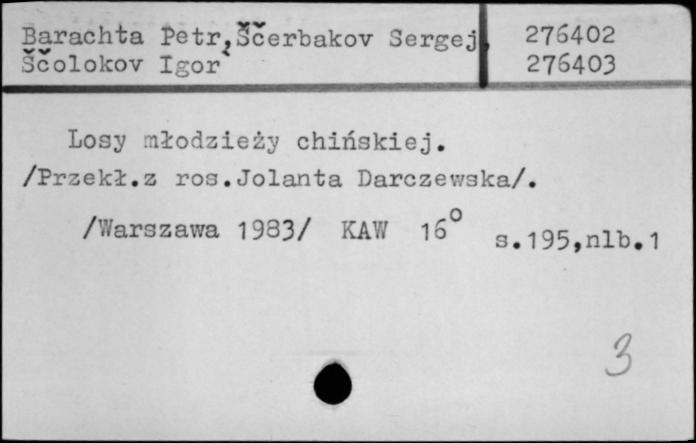 Barachta Petr, Ščerbakov Sergej, 276402
Ščolokov Igor 276403
Losy młodzieży chińskiej.
/Przekł.z ros.Jolanta Darczewska/.
/Warszawa 1983/ KAW 16° s.195,nlb.1
3